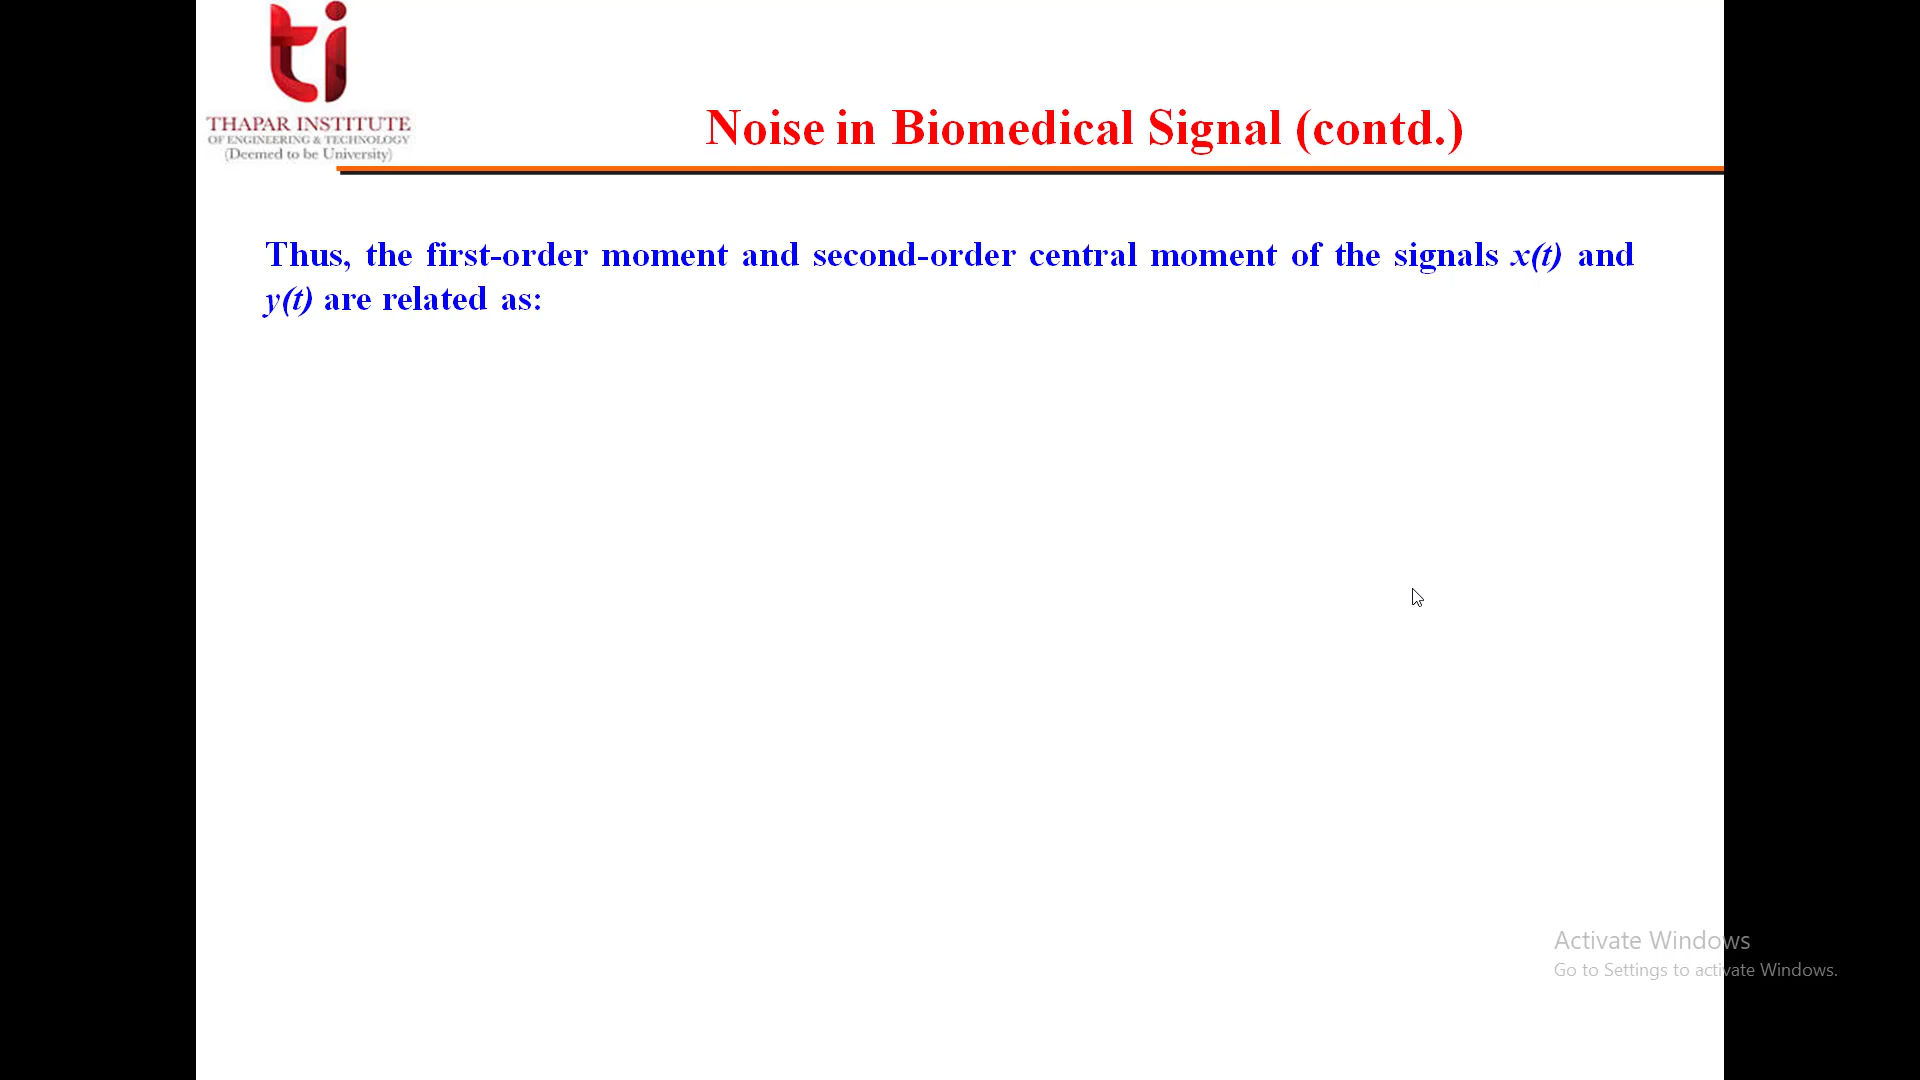 THAPAR INSTITUTE
OF ENGINEERING & TECHNOLOGY
(Deemed to be University)
Noise in Biomedical Signal (contd.)
Thus, the first-order moment and second-order central moment of the signals x(t) and
y(t) are related as:
Activate Windows
Go to Settings to activate Windows.